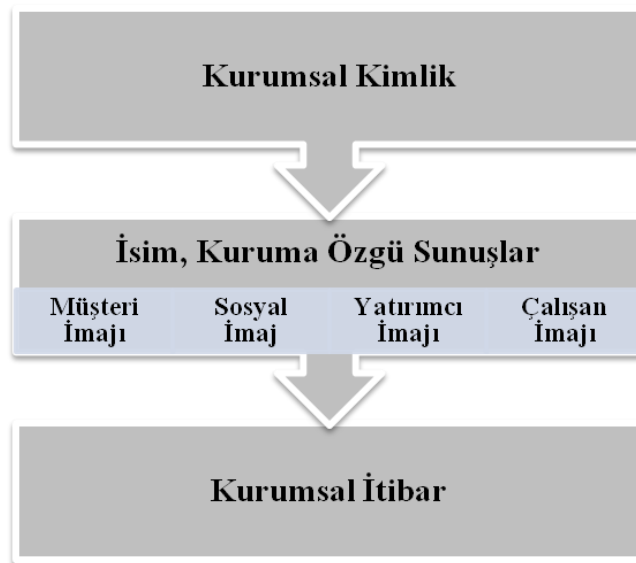 Kurumsal Kimlik
İsim, Kuruma Özgü Sunuşlar
Müşteri İmajı
Sosyal İmaj
Yatırımcı İmajı
Çalışan İmajı
Kurumsal İtibar